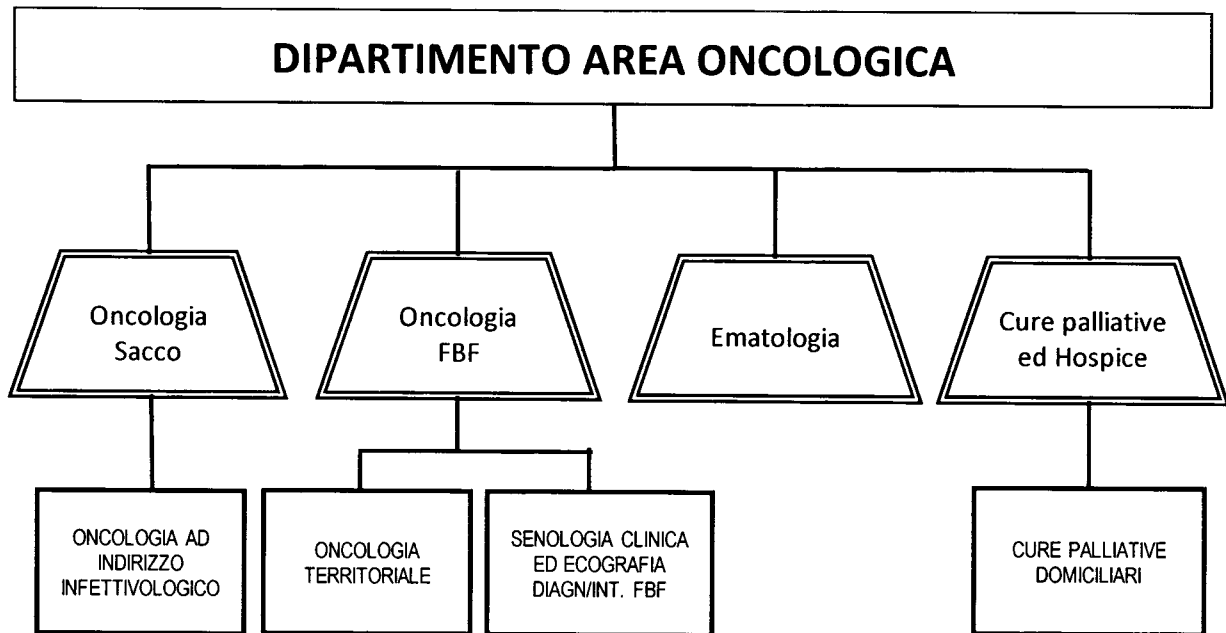 DIPARTIMENTO AREA ONCOLOGICA
Oncologia
Sacco
Oncologia
FBF
Ematologia
Cure palliative
ed Hospice
ONCOLOGIA AD
INDIRIZZO
INFETTIVOLOGICO
ONCOLOGIA
TERRITORIALE
SENOLOGIA CLINICA
ED ECOGRAFIA
DIAGN/INT. FBF
CURE PALLIATIVE
DOMICILIARI